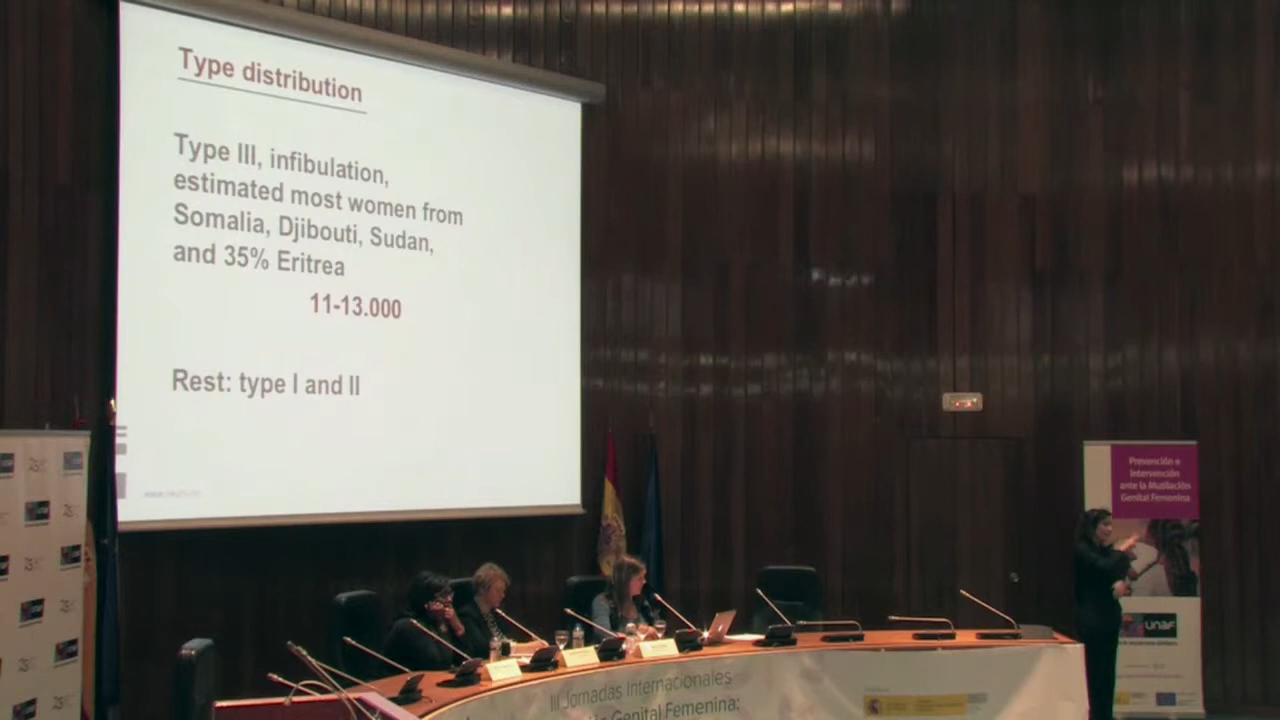 Type distribution
Type III, infibulation,
estimated most women from
Somalia, Djibouti, Sudan,
and 35% Eritrea
11-13.000
Rest: type I and II
Prevención e
Intervención
ante la Mutilación
Genital Femenina
unaf
III Jornadas Internacionales
Genital Femenina: